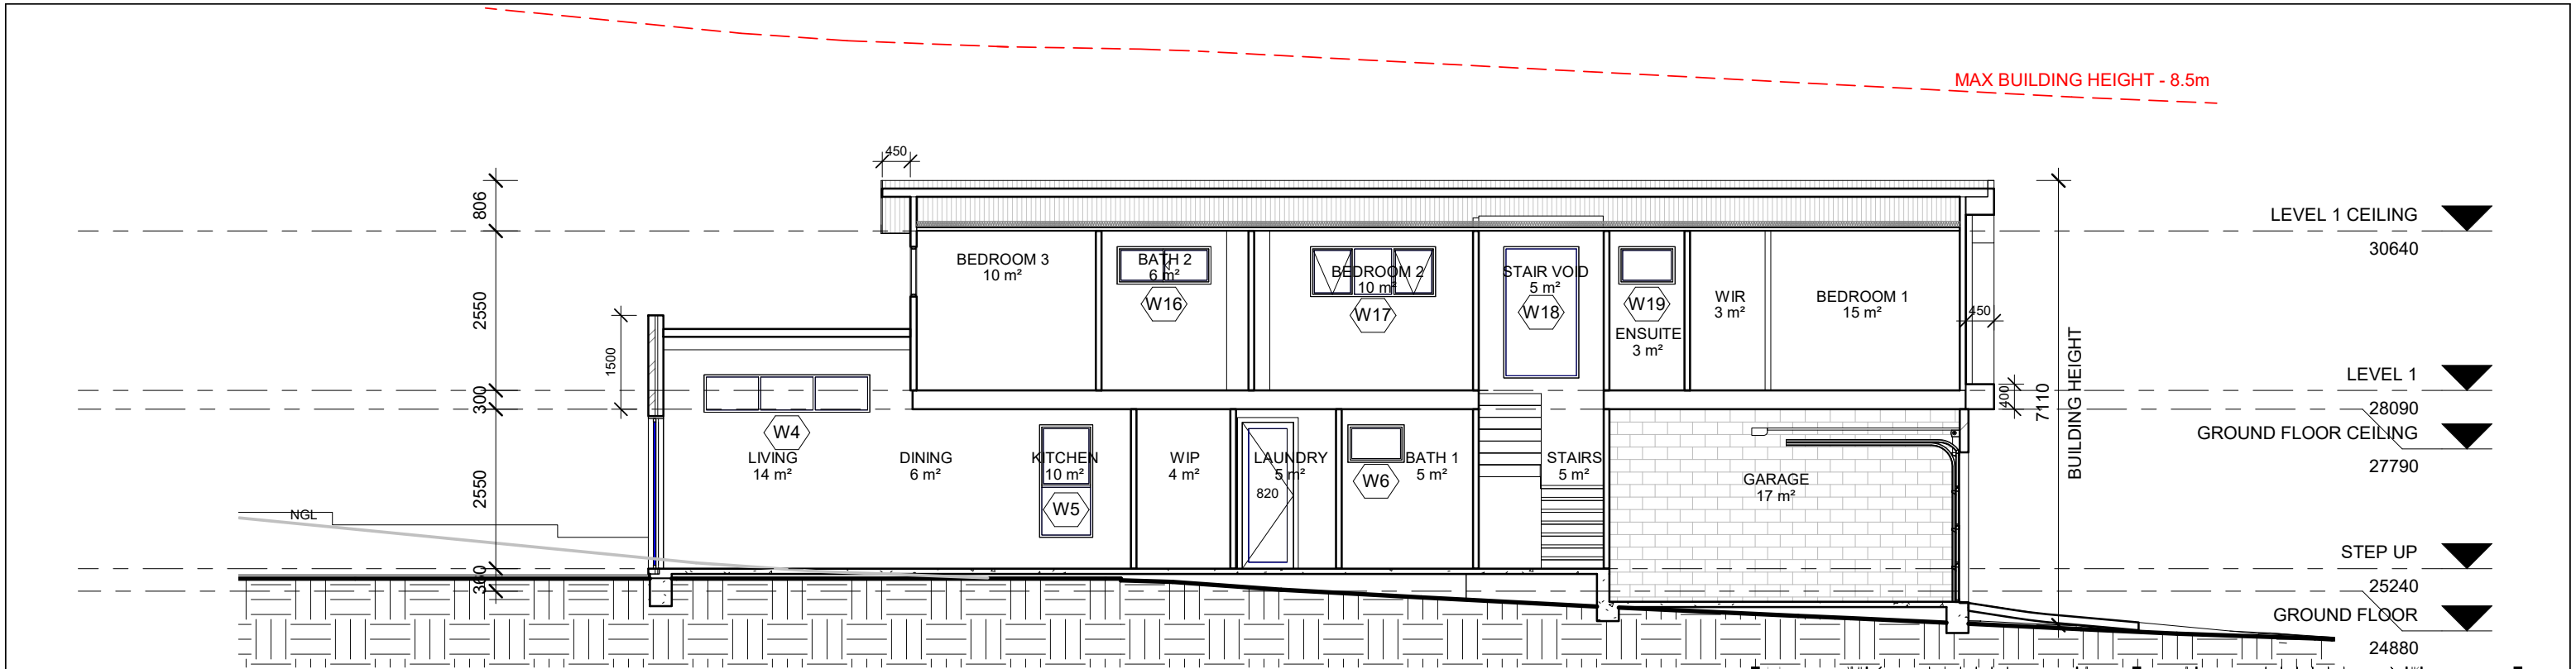 MAX BUILDING HEIGHT - 8.5m
450
806
LEVEL 1 CEILING
30640
BEDROOM 3
10 m²
BATH 2
6 m²
W16
BEDROOM 2
10 m²
W17
STAIR VOID
5 m²
W18
W19
ENSUITE
3 m²
WIR
3 m²
BEDROOM 1
15 m²
450
2550
1500
300
LEVEL 1
28090
400
7110
BUILDING HEIGHT
GROUND FLOOR CEILING
27790
W4
LIVING
14 m²
DINING
6 m²
KITCHEN
10 m²
W5
WIP
4 m²
LAUNDRY
5 m²
820
BATH 1
5 m²
W6
STAIRS
5 m²
GARAGE
17 m²
2550
NGL
STEP UP
25240
360
GROUND FLOOR
24880